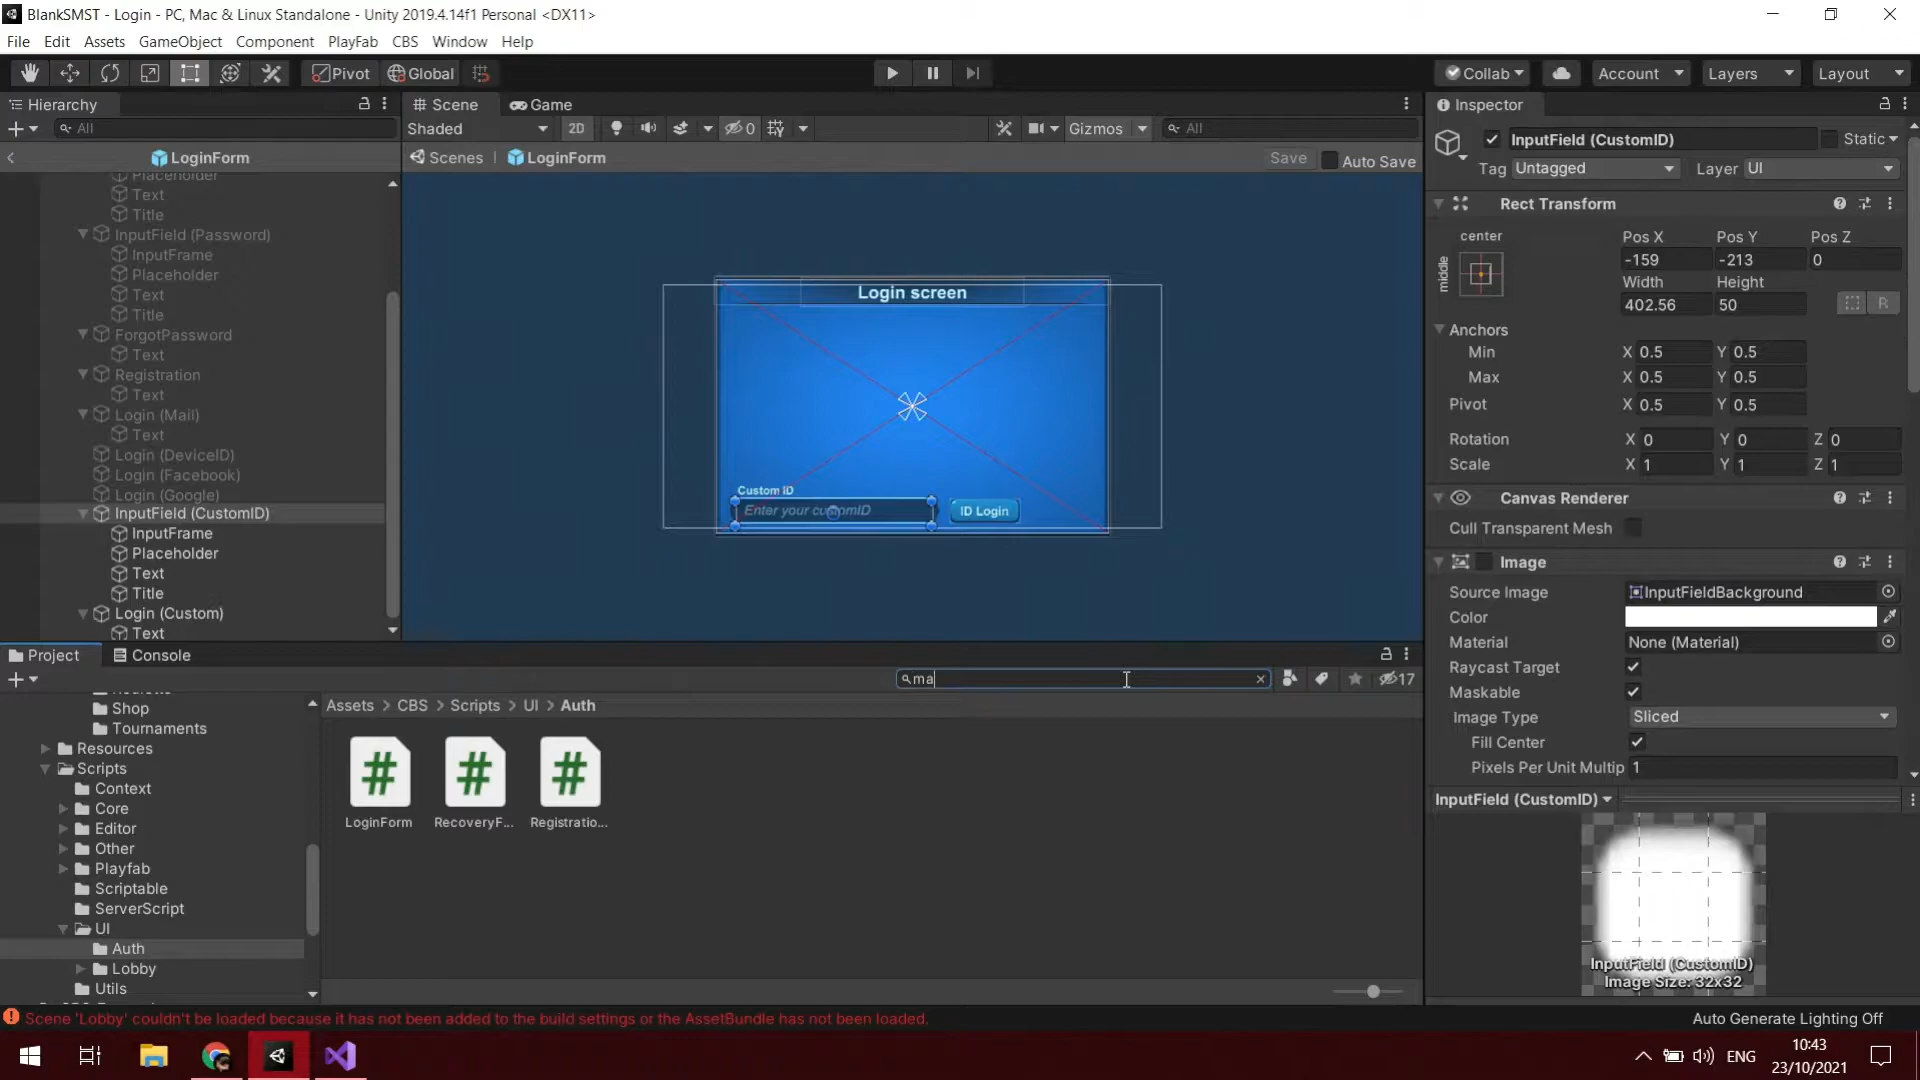 BlankSMST - Login - PC, Mac & Linux Standalone - Unity 2019.4.14f1 Personal <DX11>
File Edit Assets GameObject Component PlayFab CBS Window Help
Pivot Global Collab Account Layers Layout
Hierarchy
All
LoginForm
Placeholder
Text
Title
InputField (Password)
InputFrame
Placeholder
Text
Title
ForgotPassword
Text
Registration
Text
Login (Mail)
Text
Login (DeviceID)
Login (Facebook)
Login (Google)
InputField (CustomID)
InputFrame
Placeholder
Text
Title
Login (Custom)
Text
Scene Game
Shaded 2D 0 Gizmos All
Scenes LoginForm Save Auto Save
Login screen
Custom ID
Enter your customID
ID Login
Inspector
InputField (CustomID) Static
Tag Untagged Layer UI
Rect Transform
center
middle
Pos X Pos Y Pos Z
-159 -213 0
Width Height
402.56 50
R
Anchors
Min X 0.5 Y 0.5
Max X 0.5 Y 0.5
Pivot X 0.5 Y 0.5
Rotation X 0 Y 0 Z 0
Scale X 1 Y 1 Z 1
Canvas Renderer
Cull Transparent Mesh
Image
Source Image InputFieldBackground
Color
Material None (Material)
Raycast Target
Maskable
Image Type Sliced
Fill Center
Pixels Per Unit Multip 1
InputField (CustomID)
InputField (CustomID)
Image Size: 32x32
Project Console
ma
17
Shop
Tournaments
Resources
Scripts
Context
Core
Editor
Other
Playfab
Scriptable
ServerScript
UI
Auth
Lobby
Utils
Assets > CBS > Scripts > UI > Auth
# # #
LoginForm RecoveryF... Registratio...
Scene 'Lobby' couldn't be loaded because it has not been added to the build settings or the AssetBundle has not been loaded.
Auto Generate Lighting Off
ENG
10:43
23/10/2021